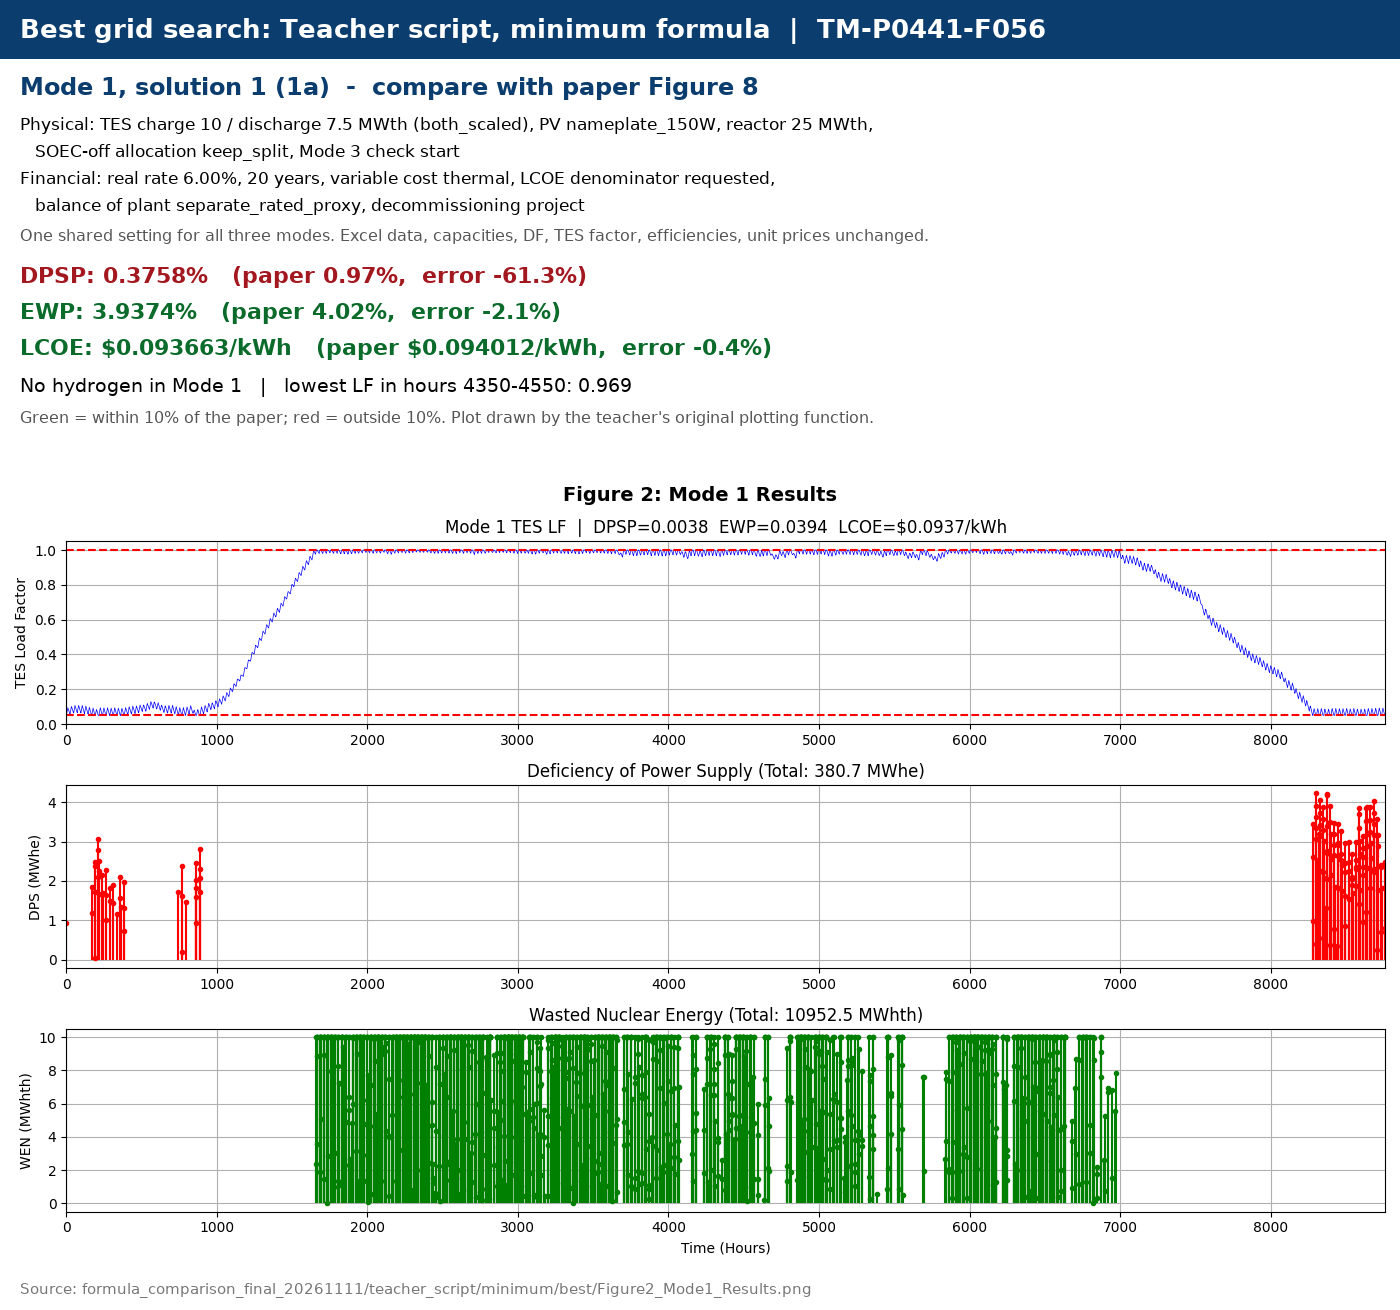 Best grid search: Teacher script, minimum formula  |  TM-P0441-F056
Mode 1, solution 1 (1a)  -  compare with paper Figure 8
Physical: TES charge 10 / discharge 7.5 MWth (both_scaled), PV nameplate_150W, reactor 25 MWth,
SOEC-off allocation keep_split, Mode 3 check start
Financial: real rate 6.00%, 20 years, variable cost thermal, LCOE denominator requested,
balance of plant separate_rated_proxy, decommissioning project
One shared setting for all three modes. Excel data, capacities, DF, TES factor, efficiencies, unit prices unchanged.
DPSP: 0.3758%   (paper 0.97%,  error -61.3%)
EWP: 3.9374%   (paper 4.02%,  error -2.1%)
LCOE: $0.093663/kWh   (paper $0.094012/kWh,  error -0.4%)
No hydrogen in Mode 1   |   lowest LF in hours 4350-4550: 0.969
Green = within 10% of the paper; red = outside 10%. Plot drawn by the teacher's original plotting function.
Figure 2: Mode 1 Results
Mode 1 TES LF  |  DPSP=0.0038  EWP=0.0394  LCOE=$0.0937/kWh
TES Load Factor
1.0
0.8
0.6
0.4
0.2
0.0
0 1000 2000 3000 4000 5000 6000 7000 8000
Deficiency of Power Supply (Total: 380.7 MWhe)
DPS (MWhe)
4
3
2
1
0
0 1000 2000 3000 4000 5000 6000 7000 8000
Wasted Nuclear Energy (Total: 10952.5 MWhth)
WEN (MWhth)
10
8
6
4
2
0
0 1000 2000 3000 4000 5000 6000 7000 8000
Time (Hours)
Source: formula_comparison_final_20261111/teacher_script/minimum/best/Figure2_Mode1_Results.png